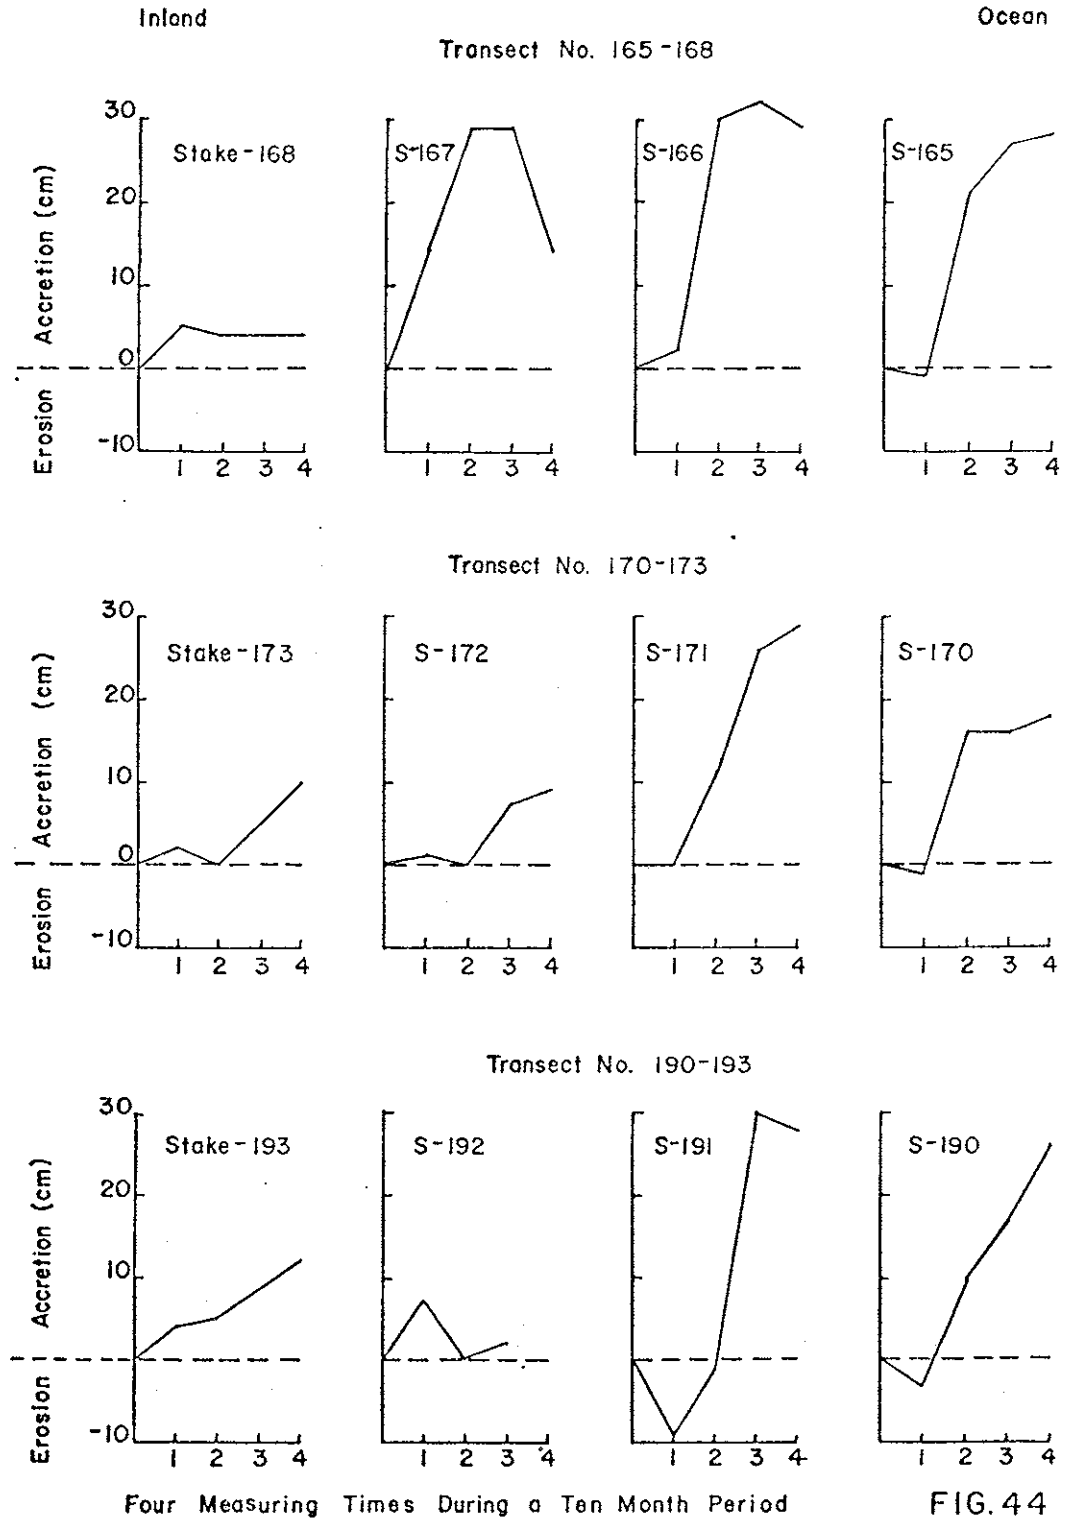 Inland Ocean
Transect No. 165-168
30
20
10
0
-10
Erosion Accretion (cm)
Stake-168
S-167
S-166
S-165
1 2 3 4
1 2 3 4
1 2 3 4
1 2 3 4
Transect No. 170-173
30
20
10
0
-10
Erosion Accretion (cm)
Stake-173
S-172
S-171
S-170
1 2 3 4
1 2 3 4
1 2 3 4
1 2 3 4
Transect No. 190-193
30
20
10
0
-10
Erosion Accretion (cm)
Stake-193
S-192
S-191
S-190
1 2 3 4
1 2 3 4
1 2 3 4
1 2 3 4
Four Measuring Times During a Ten Month Period
FIG. 44